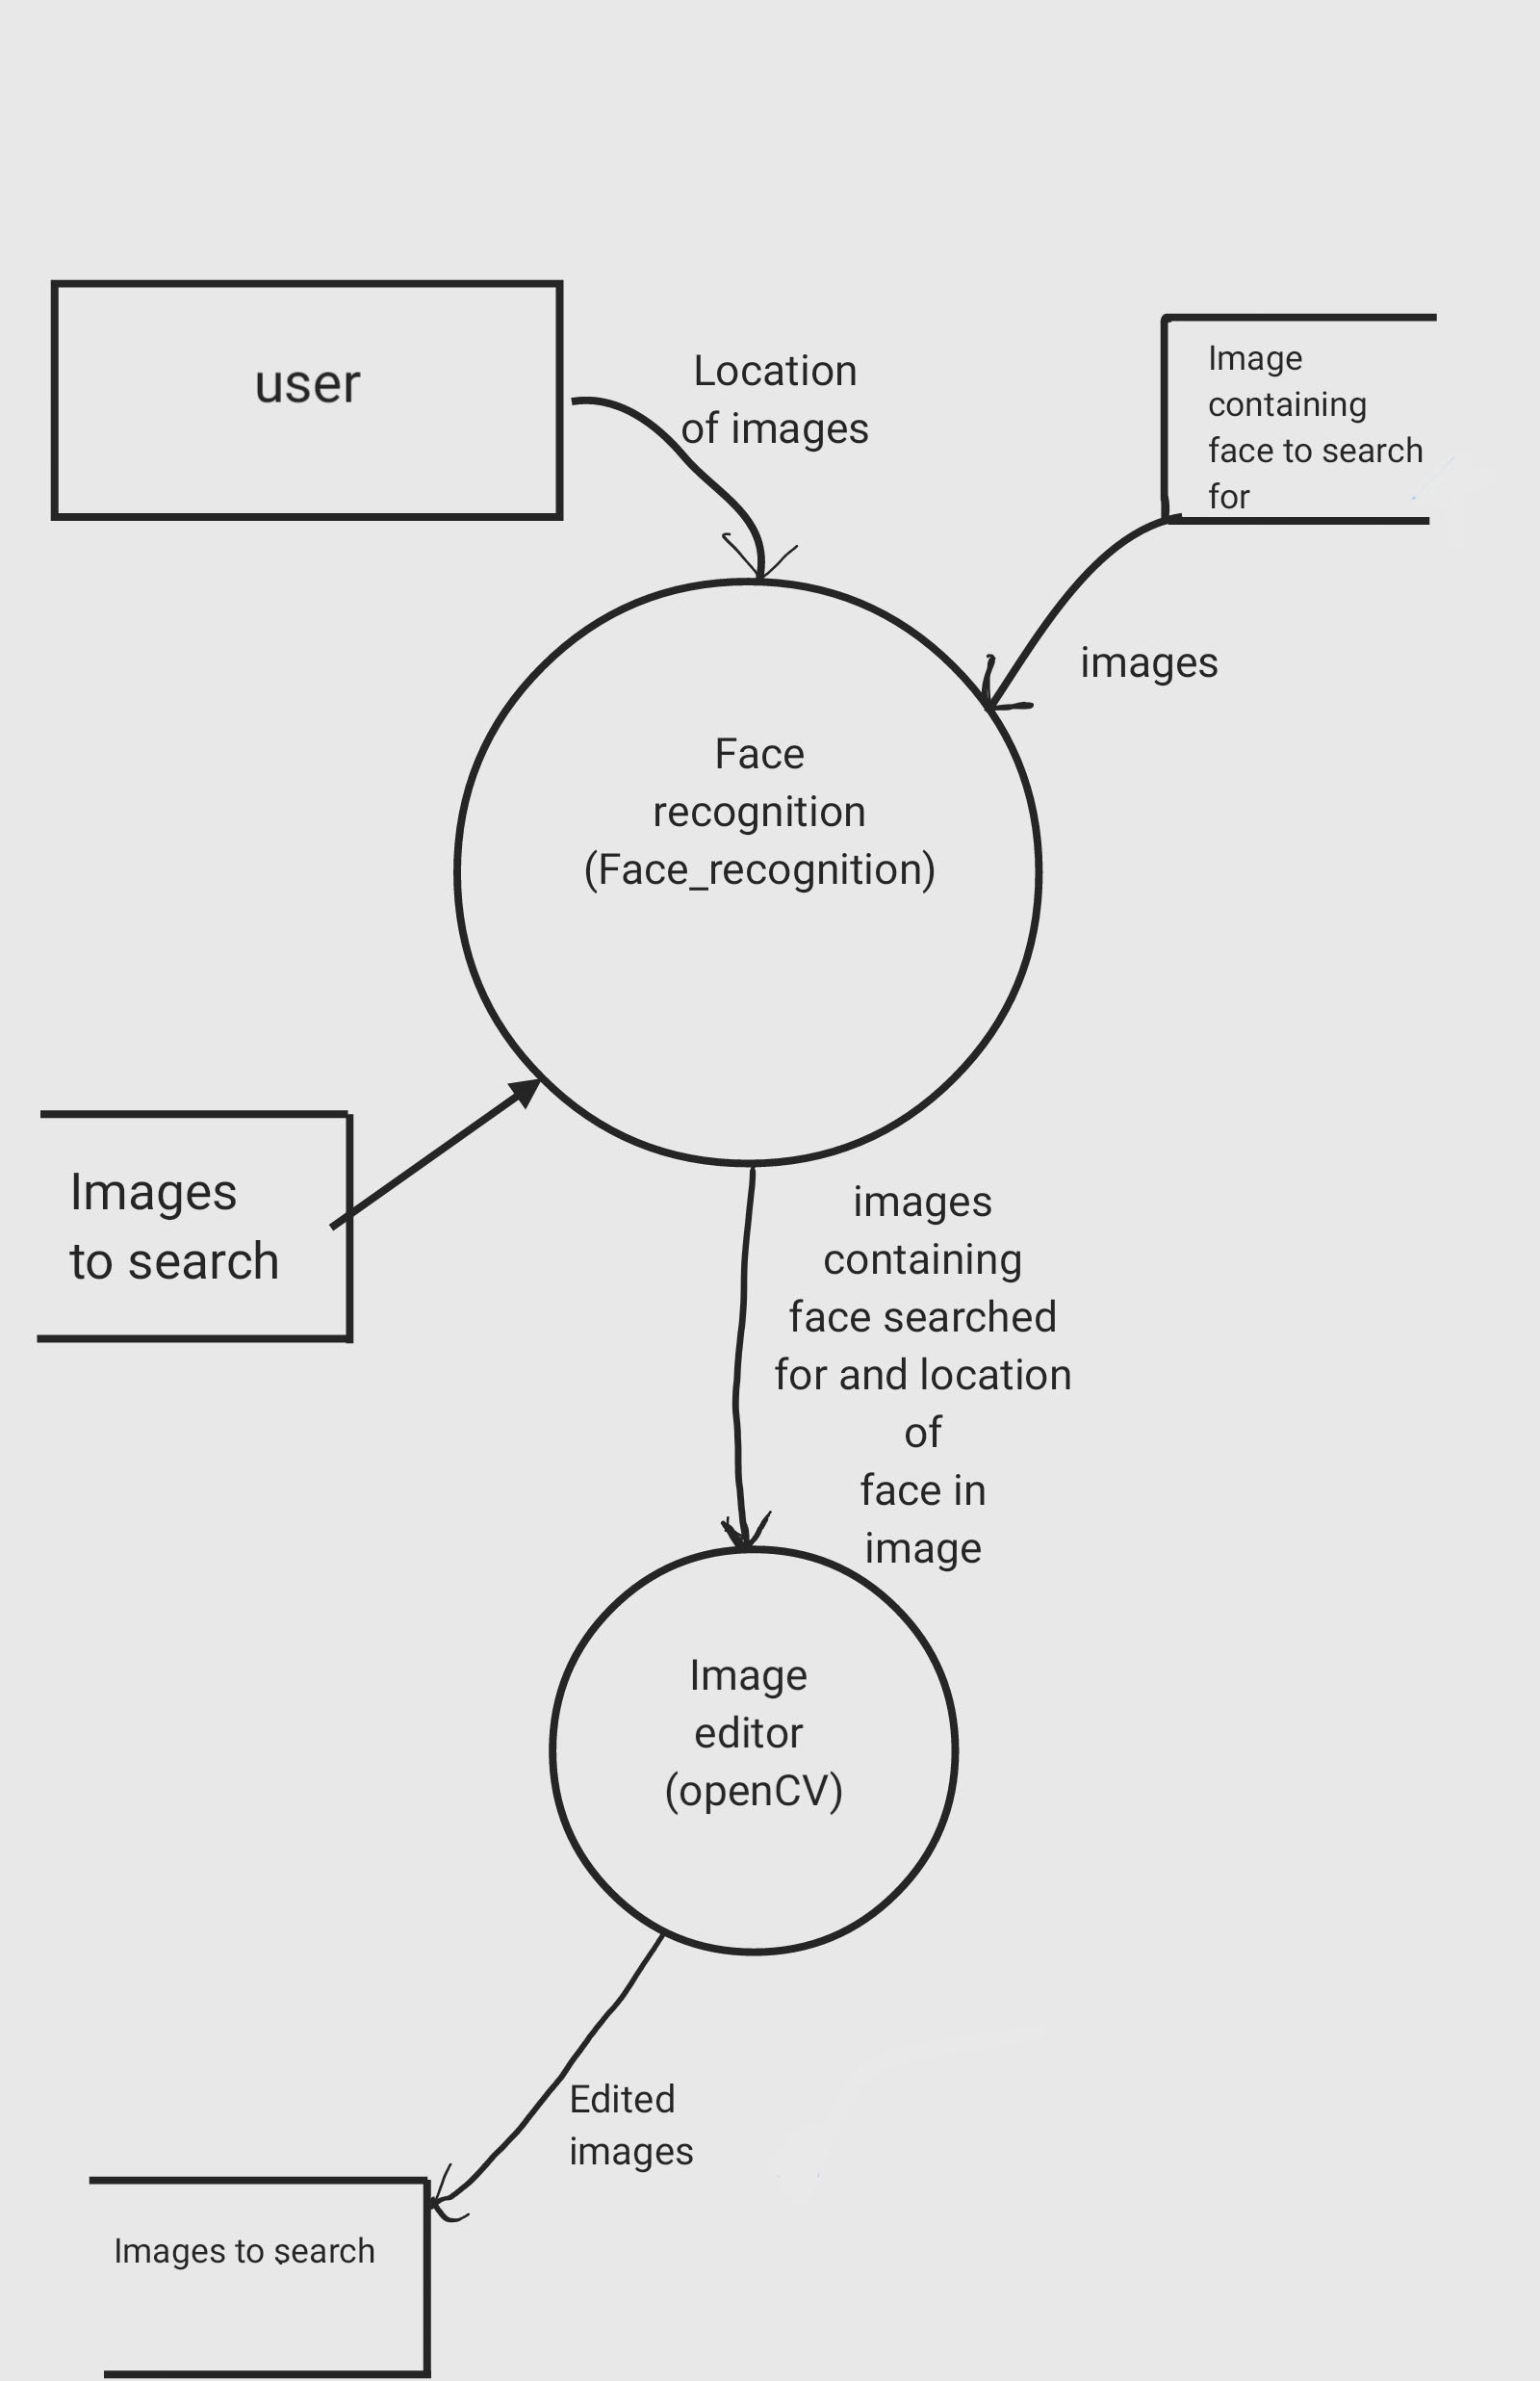 user
Location
of images
Image
containing
face to search
for
images
Face
recognition
(Face_recognition)
Images
to search
images
containing
face searched
for and location
of
face in
image
Image
editor
(openCV)
Edited
images
Images to search